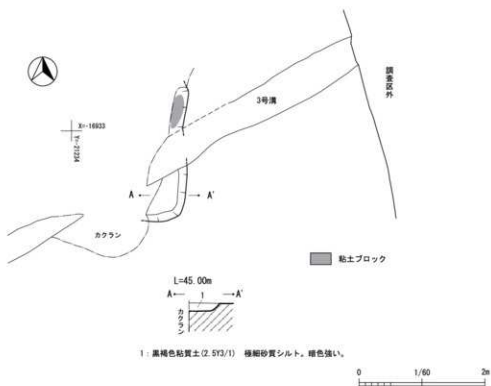 3号溝
調査区外
X=-16933
Y=-21234
A A'
カクラン
粘土ブロック
L=45.00m
A 1 A'
カクラン
1：黒褐色粘質土(2.5Y3/1) 極細砂質シルト。暗色強い。
0 1/60 2m